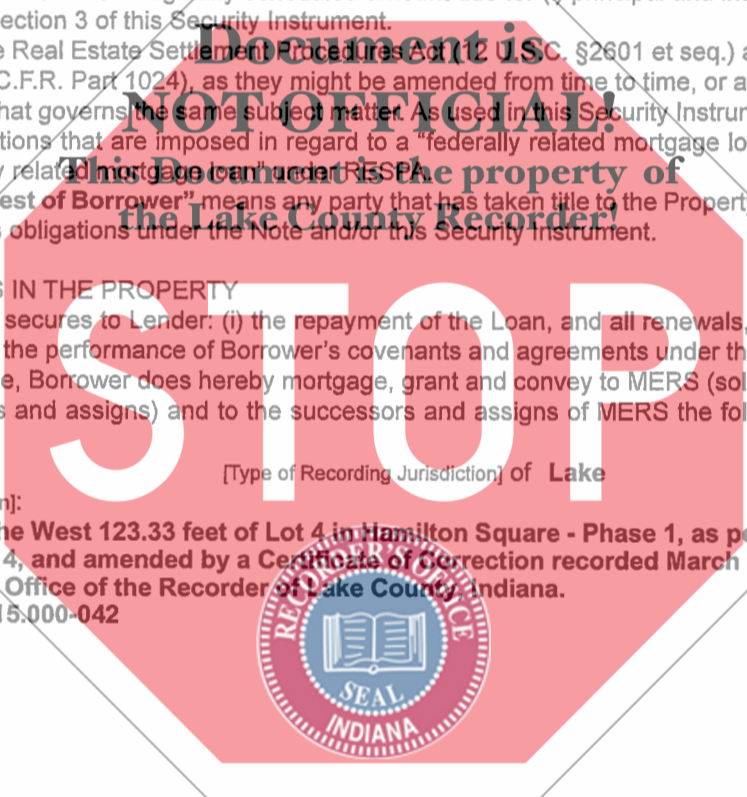 ection 3 of this Security Instrument.
e Real Estate Settlement Procedures Act (12 U.S.C. §2601 et seq.) a
C.F.R. Part 1024), as they might be amended from time to time, or a
hat governs the same subject matter. As used in this Security Instrur
tions that are imposed in regard to a "federally related mortgage lo
y related mortgage loan" under RESPA.
est of Borrower" means any party that has taken title to the Property
s obligations under the Note and/or this Security Instrument.
Document is
NOT OFFICIAL!
This Document is the property of
the Lake County Recorder!
S IN THE PROPERTY
secures to Lender: (i) the repayment of the Loan, and all renewals,
the performance of Borrower's covenants and agreements under th
e, Borrower does hereby mortgage, grant and convey to MERS (sol
s and assigns) and to the successors and assigns of MERS the fol
STOP
[Type of Recording Jurisdiction] of Lake
n]:
he West 123.33 feet of Lot 4 in Hamilton Square - Phase 1, as pe
4, and amended by a Certificate of Correction recorded March
Office of the Recorder of Lake County, Indiana.
15.000-042
RECORDER'S OFFICE
SEAL
INDIANA